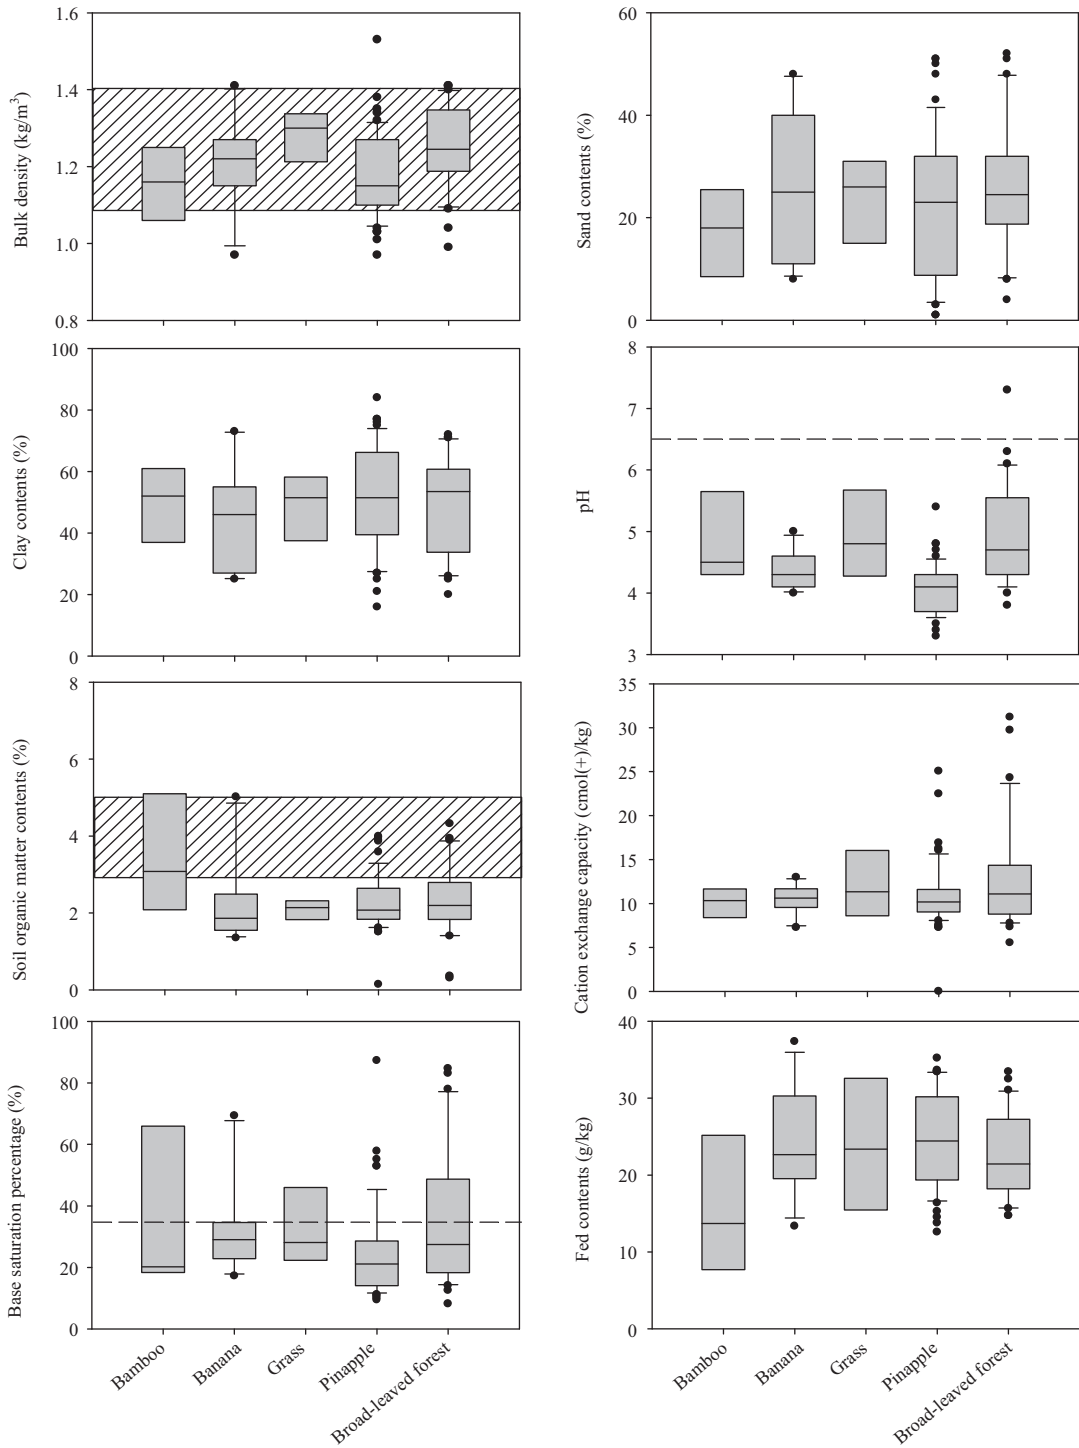 Bulk density (kg/m³)
1.6
1.4
1.2
1.0
0.8
Sand contents (%)
60
40
20
0
Clay contents (%)
100
80
60
40
20
0
pH
8
7
6
5
4
3
Soil organic matter contents (%)
8
6
4
2
0
Cation exchange capacity (cmol(+)/kg)
35
30
25
20
15
10
5
0
Base saturation percentage (%)
100
80
60
40
20
0
Bamboo
Banana
Grass
Pinapple
Broad-leaved forest
Fed contents (g/kg)
40
30
20
10
0
Bamboo
Banana
Grass
Pinapple
Broad-leaved forest